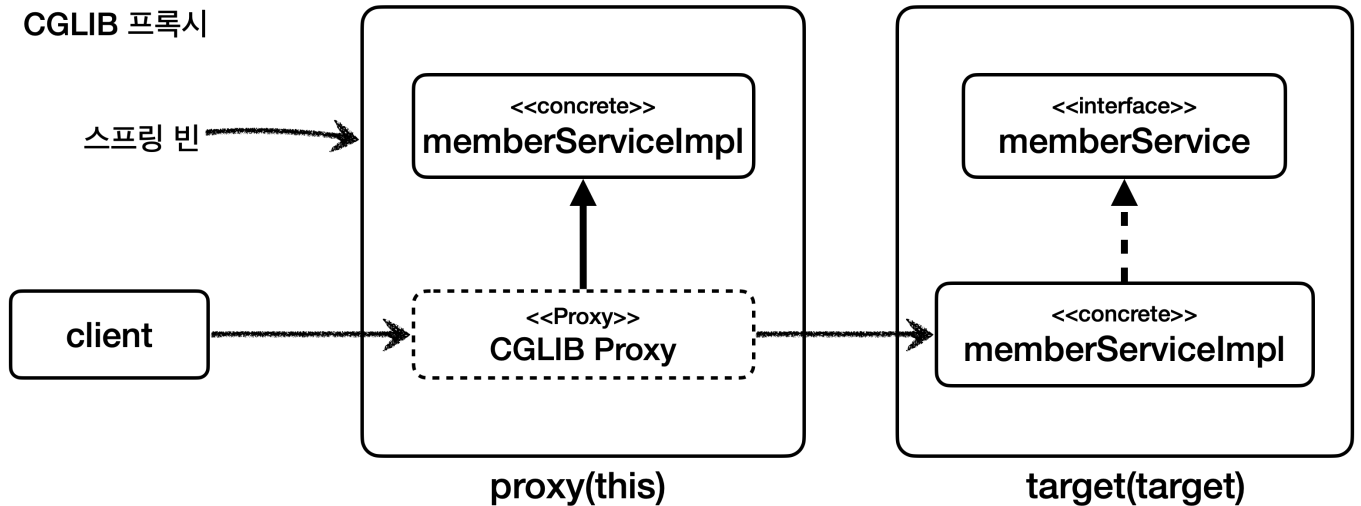 CGLIB 프록시
스프링 빈
client
<<concrete>>
memberServiceImpl
<<Proxy>>
CGLIB Proxy
proxy(this)
<<interface>>
memberService
<<concrete>>
memberServiceImpl
target(target)